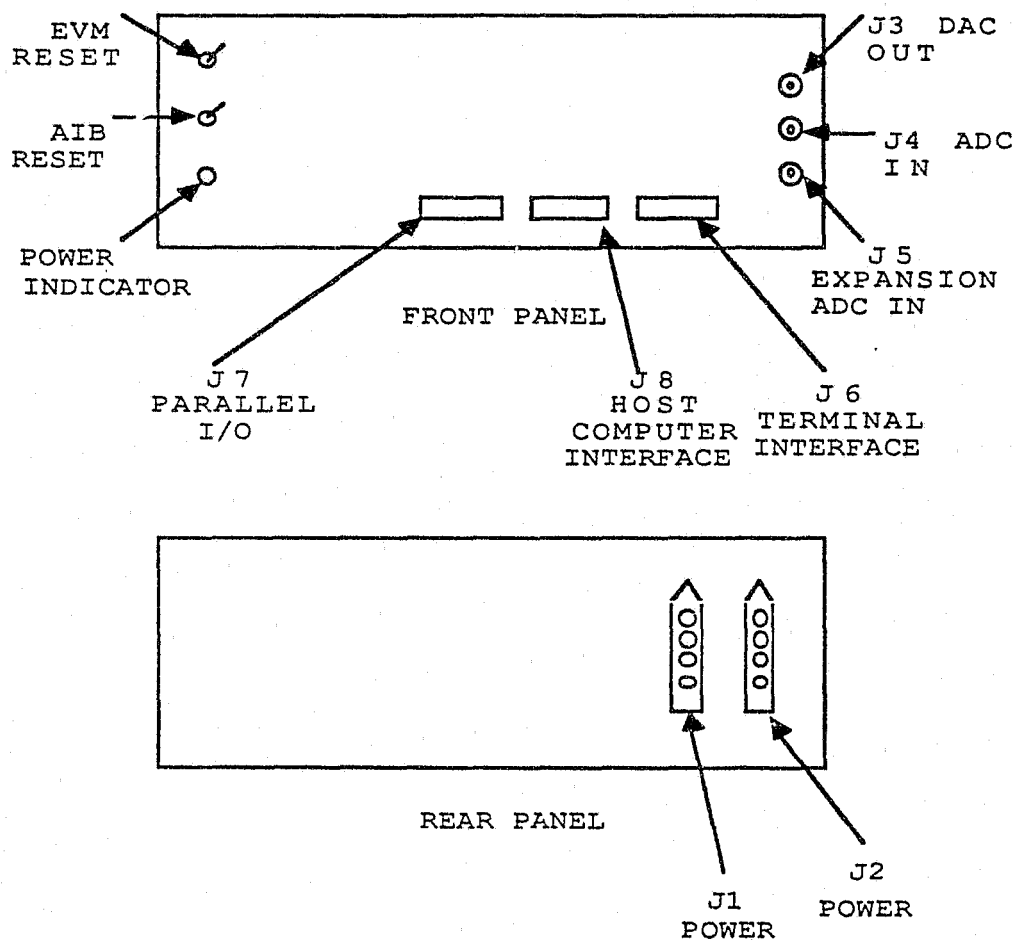 EVM
RESET
AIB
RESET
POWER
INDICATOR
J3 DAC
OUT
J4 ADC
IN
J5
EXPANSION
ADC IN
FRONT PANEL
J7
PARALLEL
I/O
J8
HOST
COMPUTER
INTERFACE
J6
TERMINAL
INTERFACE
REAR PANEL
J1
POWER
J2
POWER